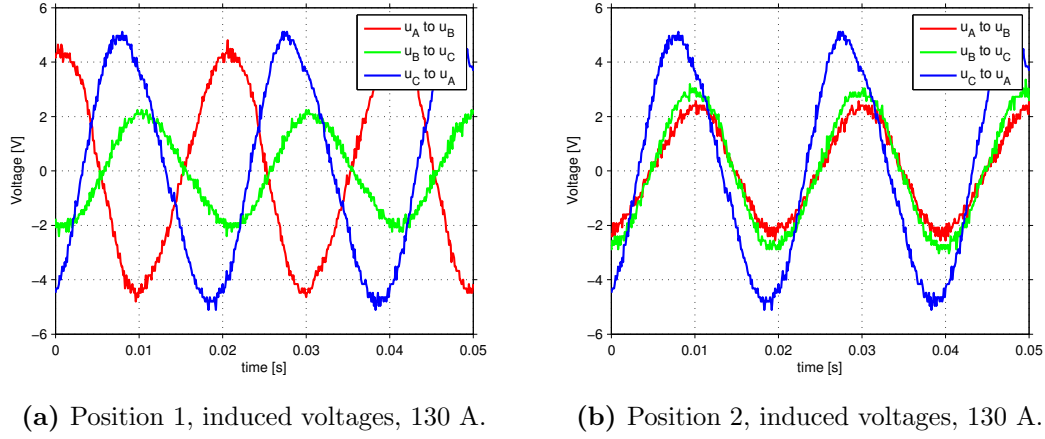 6
4
2
0
−2
−4
−6
Voltage [V]
0
0.01
0.02
0.03
0.04
0.05
time [s]
u_A to u_B
u_B to u_C
u_C to u_A
(a) Position 1, induced voltages, 130 A.
6
4
2
0
−2
−4
−6
Voltage [V]
0
0.01
0.02
0.03
0.04
0.05
time [s]
u_A to u_B
u_B to u_C
u_C to u_A
(b) Position 2, induced voltages, 130 A.